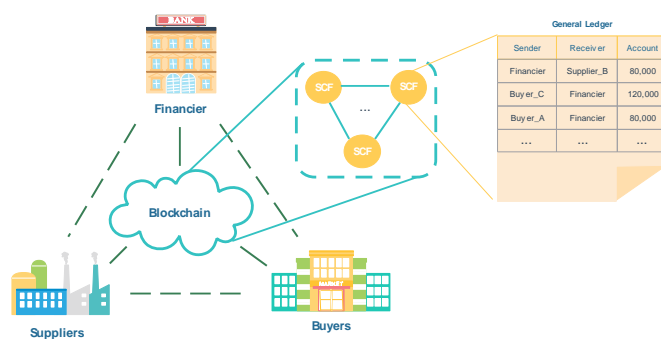 General Ledger
Sender Receiver Account
Financier Supplier_B 80,000
Buyer_C Financier 120,000
Buyer_A Financier 80,000
... ... ...
BANK
Financier
SCF SCF
...
SCF
Blockchain
MARKET
Suppliers
Buyers